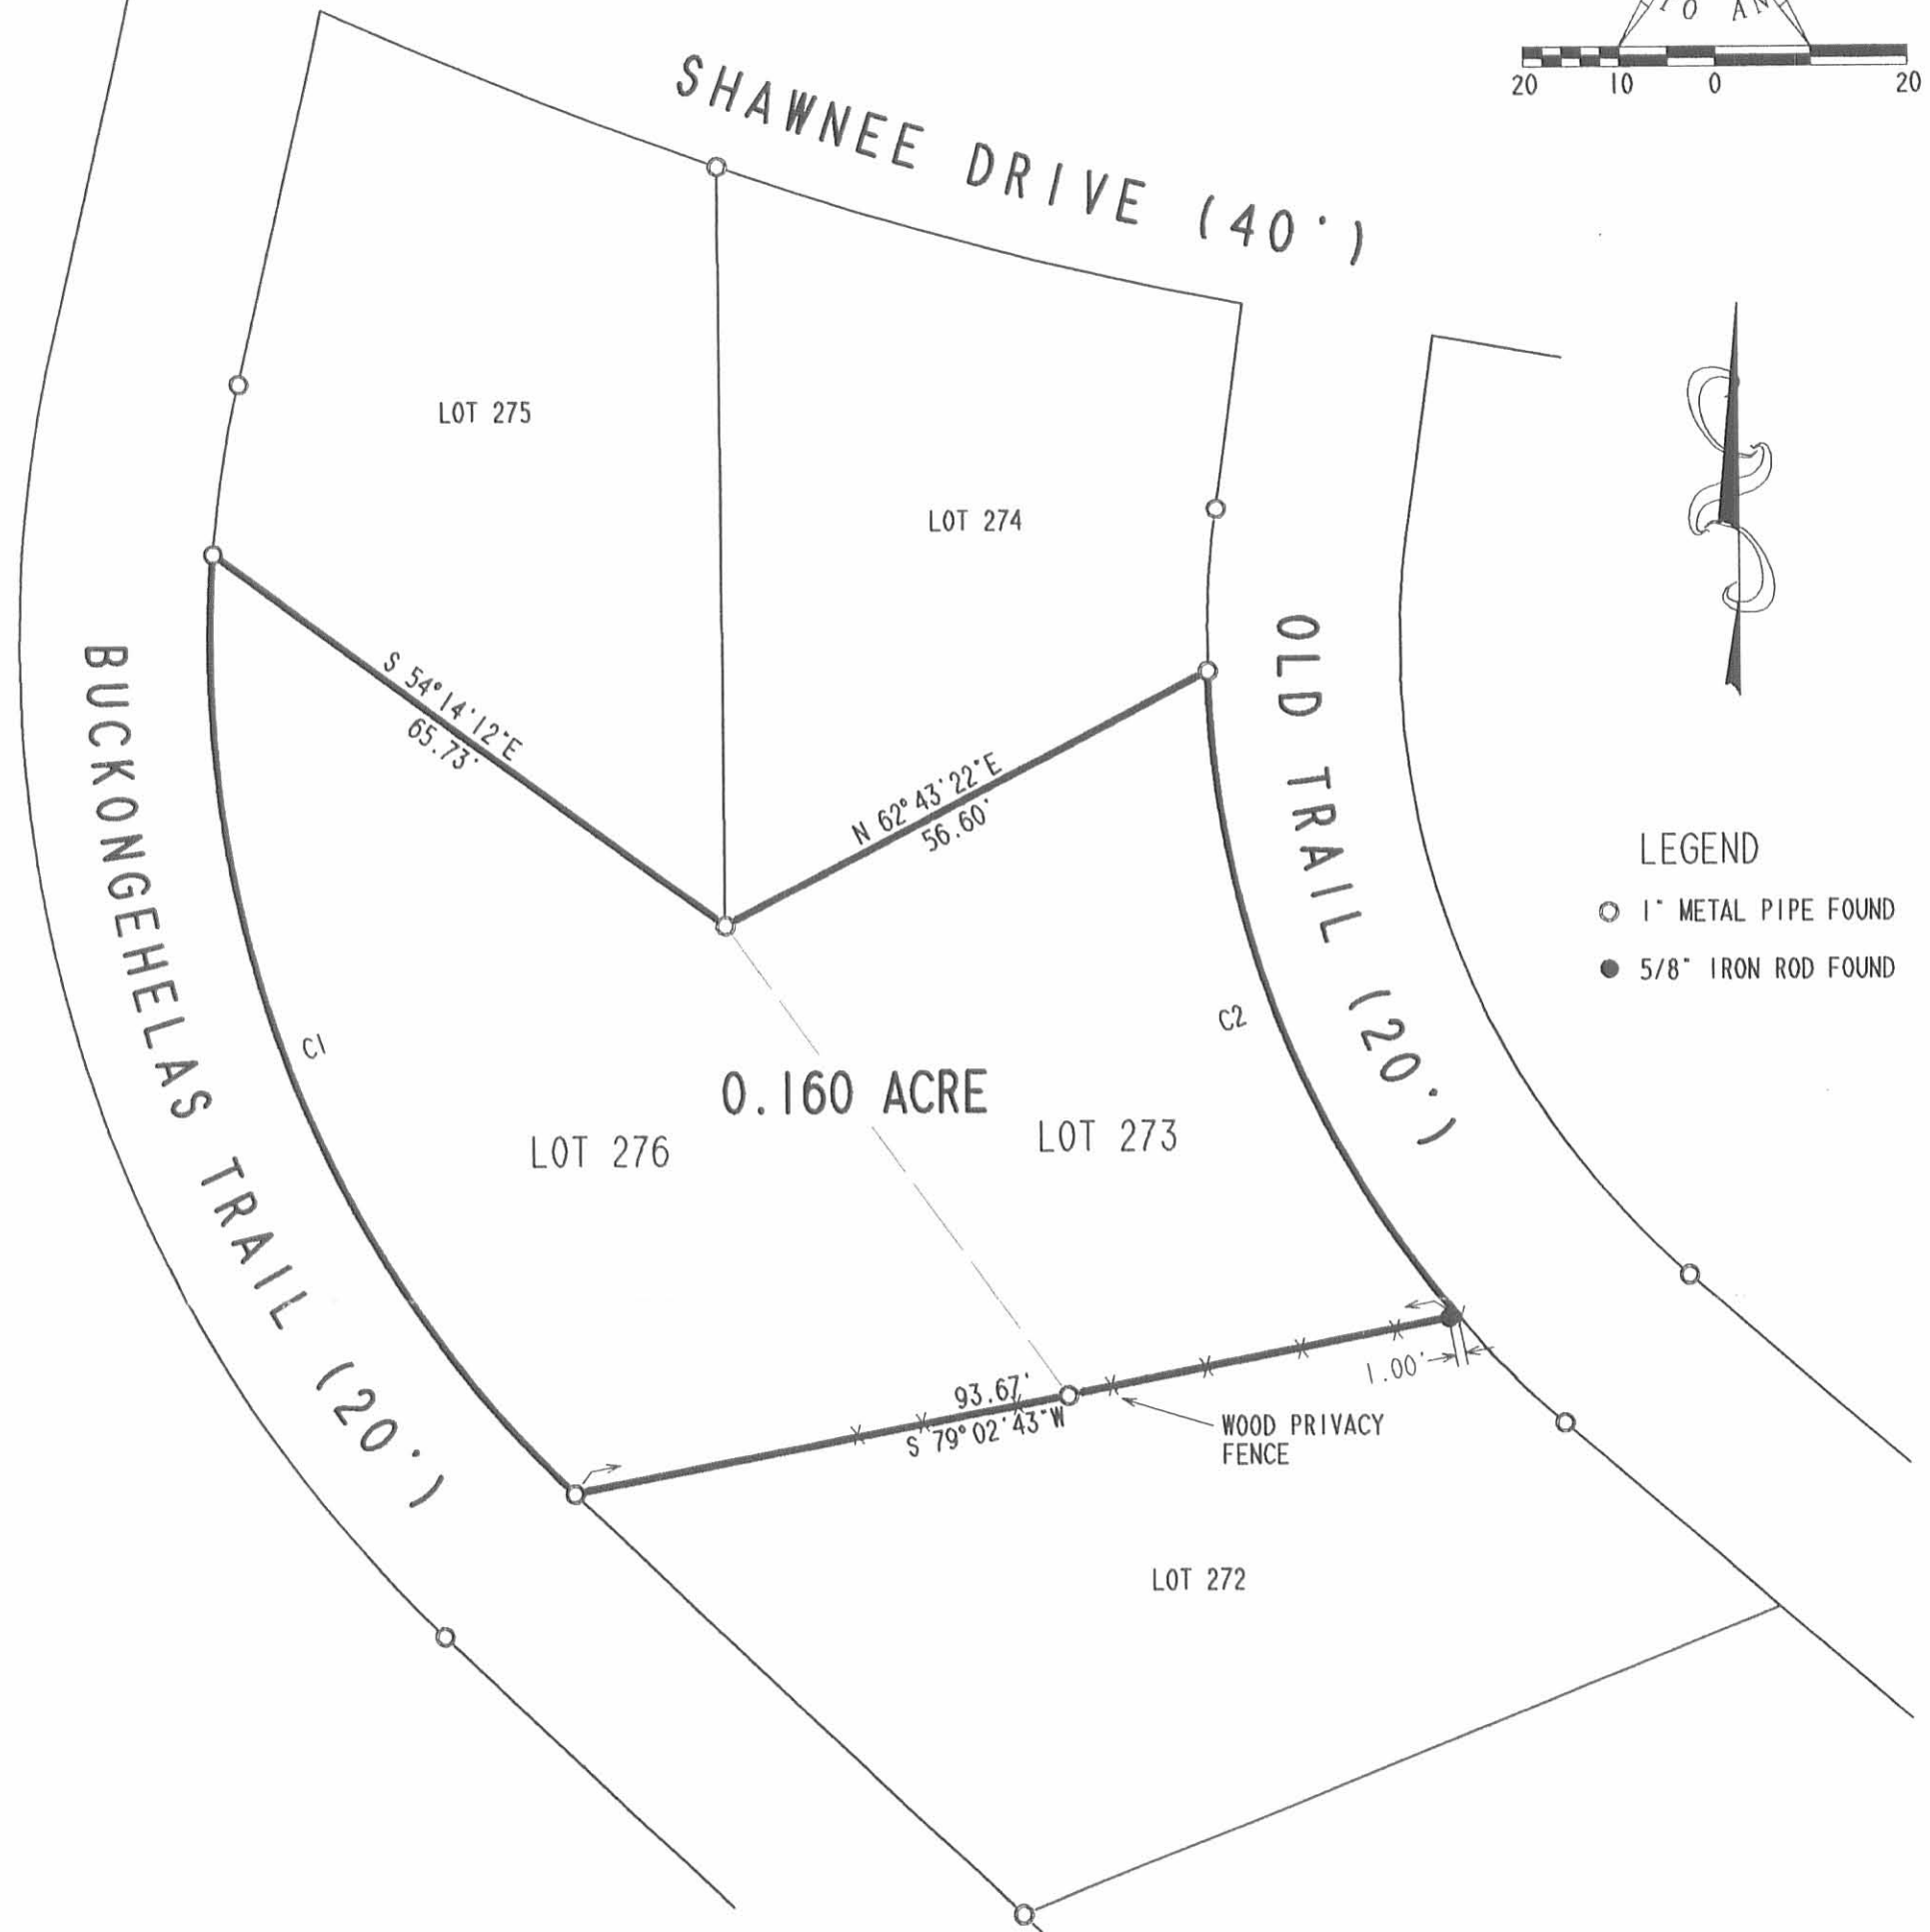 20 10 0 20
SHAWNEE DRIVE (40')
LOT 275
LOT 274
S 54°14'12"E
65.73'
N 62°43'22"E
56.60'
BUCKONGEHELAS TRAIL (20')
OLD TRAIL (20')
LEGEND
1" METAL PIPE FOUND
5/8" IRON ROD FOUND
C1
C2
0.160 ACRE
LOT 276
LOT 273
93.67'
S 79°02'43"W
1.00'
WOOD PRIVACY
FENCE
LOT 272